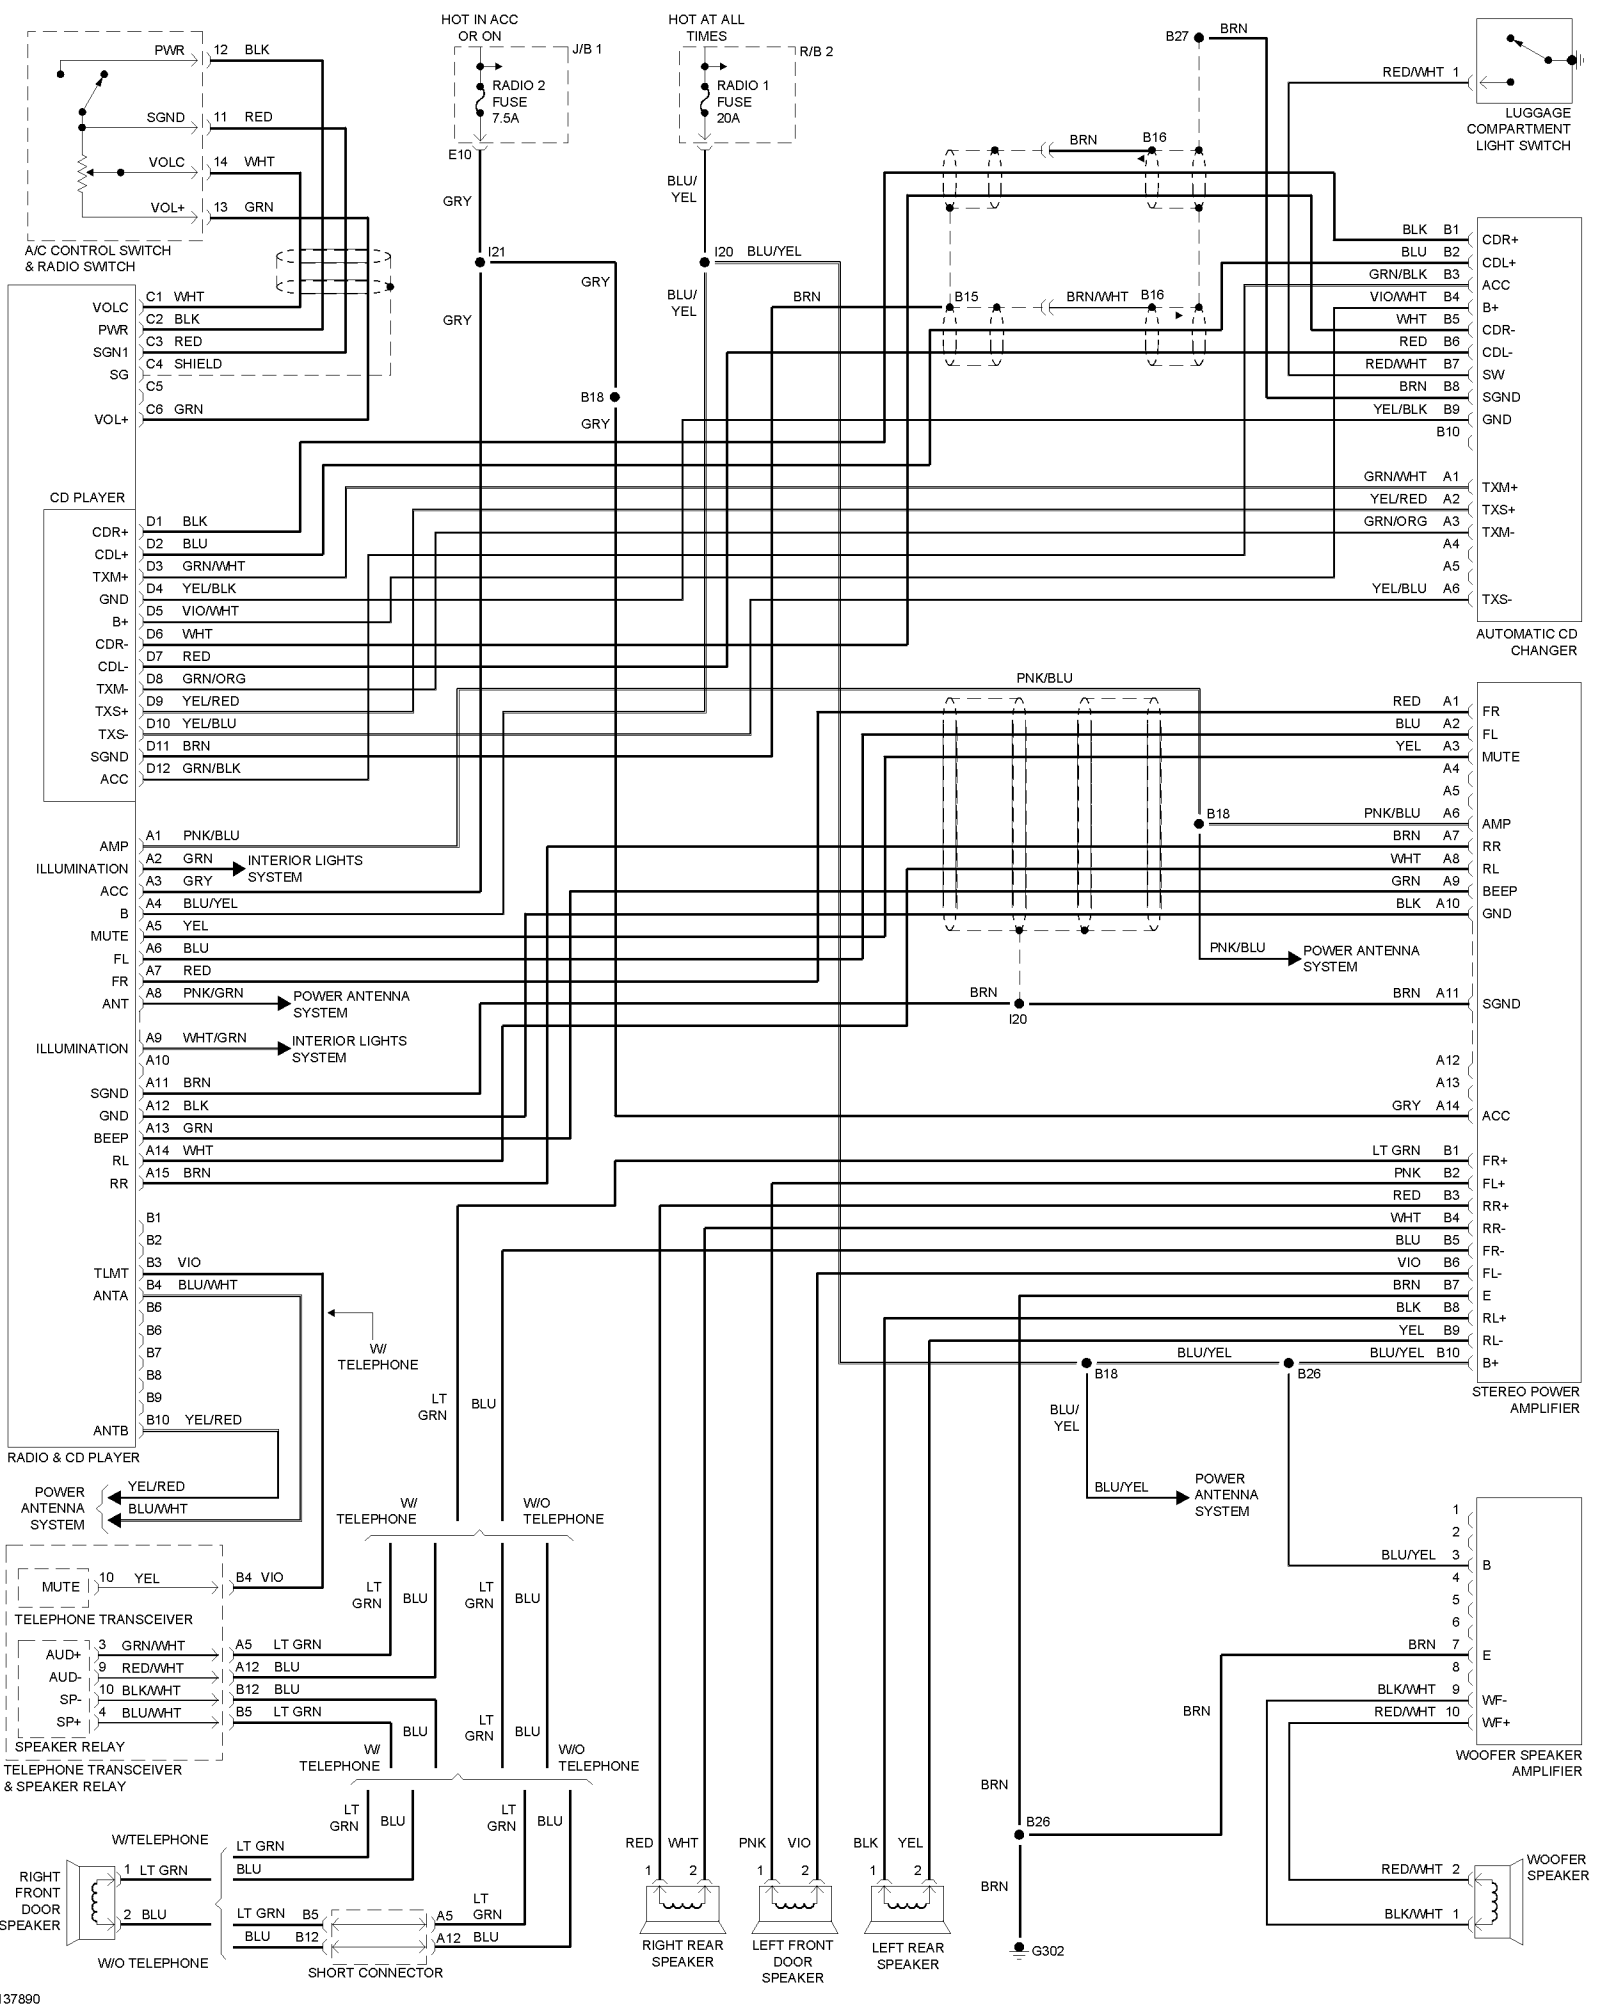 HOT IN ACC
OR ON
J/B 1
RADIO 2
FUSE
7.5A
E10
HOT AT ALL
TIMES
R/B 2
RADIO 1
FUSE
20A
PWR 12 BLK
SGND 11 RED
VOLC 14 WHT
VOL+ 13 GRN
A/C CONTROL SWITCH
& RADIO SWITCH
GRY
I21
GRY
GRY
B18
GRY
BLU/
YEL
I20 BLU/YEL
BLU/
YEL
B27 BRN
BRN B16
BRN B15 BRN/WHT B16
RED/WHT 1
LUGGAGE
COMPARTMENT
LIGHT SWITCH
VOLC C1 WHT
PWR C2 BLK
SGN1 C3 RED
SG C4 SHIELD
C5
VOL+ C6 GRN
CD PLAYER
CDR+ D1 BLK
CDL+ D2 BLU
TXM+ D3 GRN/WHT
GND D4 YEL/BLK
B+ D5 VIO/WHT
CDR- D6 WHT
CDL- D7 RED
TXM- D8 GRN/ORG
TXS+ D9 YEL/RED
TXS- D10 YEL/BLU
SGND D11 BRN
ACC D12 GRN/BLK
AMP A1 PNK/BLU
ILLUMINATION A2 GRN INTERIOR LIGHTS
SYSTEM
ACC A3 GRY
B A4 BLU/YEL
MUTE A5 YEL
FL A6 BLU
FR A7 RED
ANT A8 PNK/GRN POWER ANTENNA
SYSTEM
ILLUMINATION A9 WHT/GRN INTERIOR LIGHTS
SYSTEM
A10
SGND A11 BRN
GND A12 BLK
BEEP A13 GRN
RL A14 WHT
RR A15 BRN
B1
B2
TLMT B3 VIO
ANTA B4 BLU/WHT
B6
B6
B7
B8
B9
ANTB B10 YEL/RED
RADIO & CD PLAYER
W/
TELEPHONE
POWER
ANTENNA
SYSTEM
YEL/RED
BLU/WHT
BLK B1 CDR+
BLU B2 CDL+
GRN/BLK B3 ACC
VIO/WHT B4 B+
WHT B5 CDR-
RED B6 CDL-
RED/WHT B7 SW
BRN B8 SGND
YEL/BLK B9 GND
B10
GRN/WHT A1 TXM+
YEL/RED A2 TXS+
GRN/ORG A3 TXM-
A4
A5
YEL/BLU A6 TXS-
AUTOMATIC CD
CHANGER
PNK/BLU
RED A1 FR
BLU A2 FL
YEL A3 MUTE
A4
A5
B18 PNK/BLU A6 AMP
BRN A7 RR
WHT A8 RL
GRN A9 BEEP
BLK A10 GND
PNK/BLU POWER ANTENNA
SYSTEM
BRN I20 BRN A11 SGND
A12
A13
GRY A14 ACC
LT GRN B1 FR+
PNK B2 FL+
RED B3 RR+
WHT B4 RR-
BLU B5 FR-
VIO B6 FL-
BRN B7 E
BLK B8 RL+
YEL B9 RL-
B18 BLU/YEL B26 BLU/YEL B10 B+
STEREO POWER
AMPLIFIER
BLU/
YEL
BLU/YEL
POWER
ANTENNA
SYSTEM
LT
GRN
BLU
W/
TELEPHONE
W/O
TELEPHONE
MUTE 10 YEL B4 VIO
TELEPHONE TRANSCEIVER
AUD+ 3 GRN/WHT A5 LT GRN
AUD- 9 RED/WHT A12 BLU
SP- 10 BLK/WHT B12 BLU
SP+ 4 BLU/WHT B5 LT GRN
SPEAKER RELAY
TELEPHONE TRANSCEIVER
& SPEAKER RELAY
LT
GRN
BLU
LT
GRN
BLU
BLU
LT
GRN
BLU
W/
TELEPHONE
W/O
TELEPHONE
LT
GRN
BLU
LT
GRN
BLU
W/TELEPHONE
LT GRN
BLU
RIGHT
FRONT
DOOR
SPEAKER
1 LT GRN
2 BLU
LT GRN B5
BLU B12
A5
LT
GRN
A12 BLU
W/O TELEPHONE
SHORT CONNECTOR
RED WHT
1 2
RIGHT REAR
SPEAKER
PNK VIO
1 2
LEFT FRONT
DOOR
SPEAKER
BLK YEL
1 2
LEFT REAR
SPEAKER
BRN
B26
BRN
G302
BRN
1
2
BLU/YEL 3 B
4
5
6
BRN 7 E
8
BLK/WHT 9 WF-
RED/WHT 10 WF+
WOOFER SPEAKER
AMPLIFIER
RED/WHT 2
BLK/WHT 1
WOOFER
SPEAKER
137890